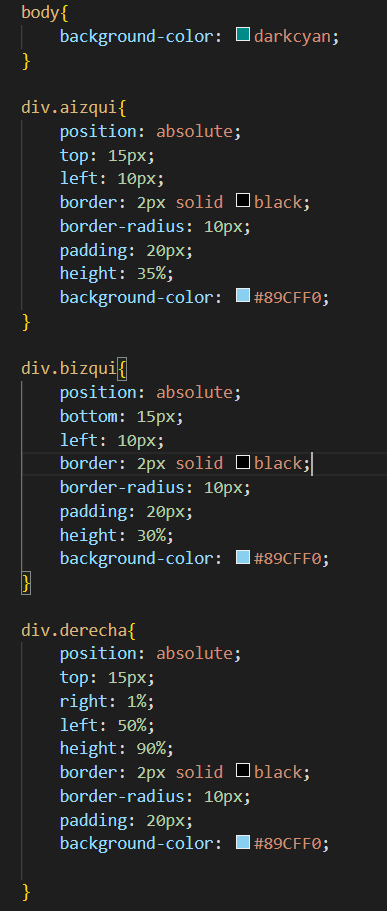 body{
    background-color: darkcyan;
}

div.aizqui{
    position: absolute;
    top: 15px;
    left: 10px;
    border: 2px solid black;
    border-radius: 10px;
    padding: 20px;
    height: 35%;
    background-color: #89CFF0;
}

div.bizqui{
    position: absolute;
    bottom: 15px;
    left: 10px;
    border: 2px solid black;
    border-radius: 10px;
    padding: 20px;
    height: 30%;
    background-color: #89CFF0;
}

div.derecha{
    position: absolute;
    top: 15px;
    right: 1%;
    left: 50%;
    height: 90%;
    border: 2px solid black;
    border-radius: 10px;
    padding: 20px;
    background-color: #89CFF0;

}